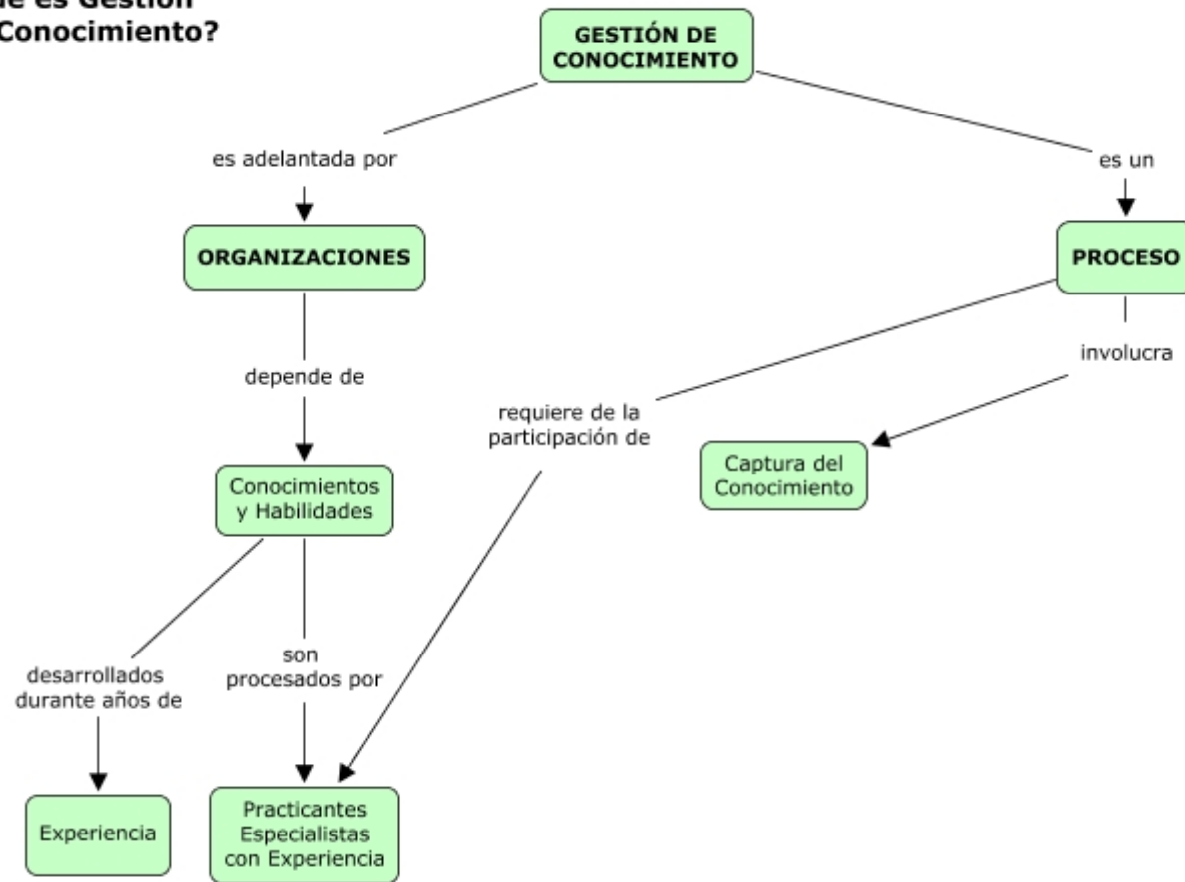 es Gestión
Conocimiento?
GESTIÓN DE
CONOCIMIENTO
es adelantada por
es un
ORGANIZACIONES
PROCESO
depende de
involucra
requiere de la
participación de
Captura del
Conocimiento
Conocimientos
y Habilidades
desarrollados
durante años de
son
procesados por
Experiencia
Practicantes
Especialistas
con Experiencia